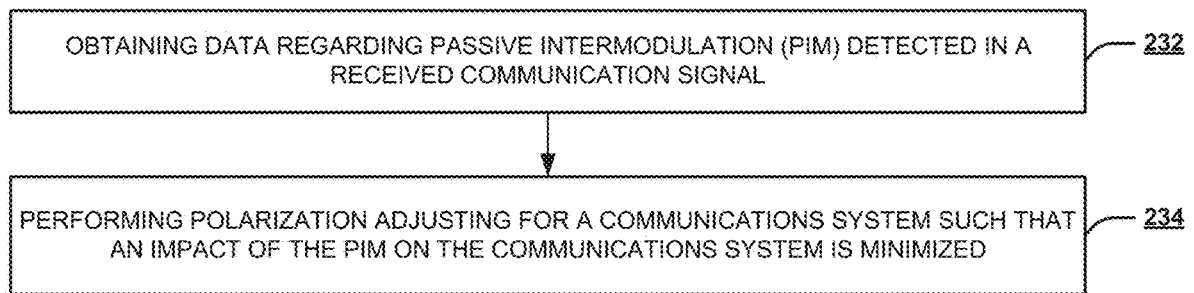 OBTAINING DATA REGARDING PASSIVE INTERMODULATION (PIM) DETECTED IN A
RECEIVED COMMUNICATION SIGNAL
232
PERFORMING POLARIZATION ADJUSTING FOR A COMMUNICATIONS SYSTEM SUCH THAT
AN IMPACT OF THE PIM ON THE COMMUNICATIONS SYSTEM IS MINIMIZED
234